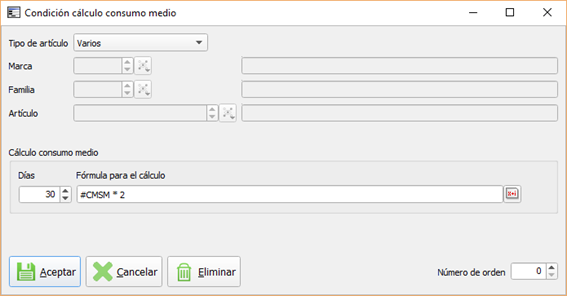 Condición cálculo consumo medio
Tipo de artículo Varios
Marca
Familia
Artículo
Cálculo consumo medio
Días Fórmula para el cálculo
30 #CMSM * 2
Aceptar Cancelar Eliminar Número de orden 0